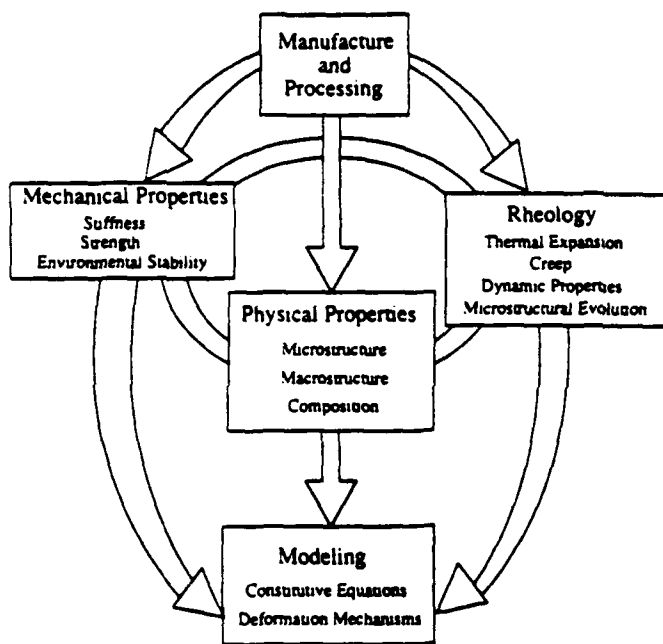 Manufacture
and
Processing
Mechanical Properties
Stiffness
Strength
Environmental Stability
Rheology
Thermal Expansion
Creep
Dynamic Properties
Microstructural Evolution
Physical Properties
Microstructure
Macrostructure
Composition
Modeling
Constitutive Equations
Deformation Mechanisms